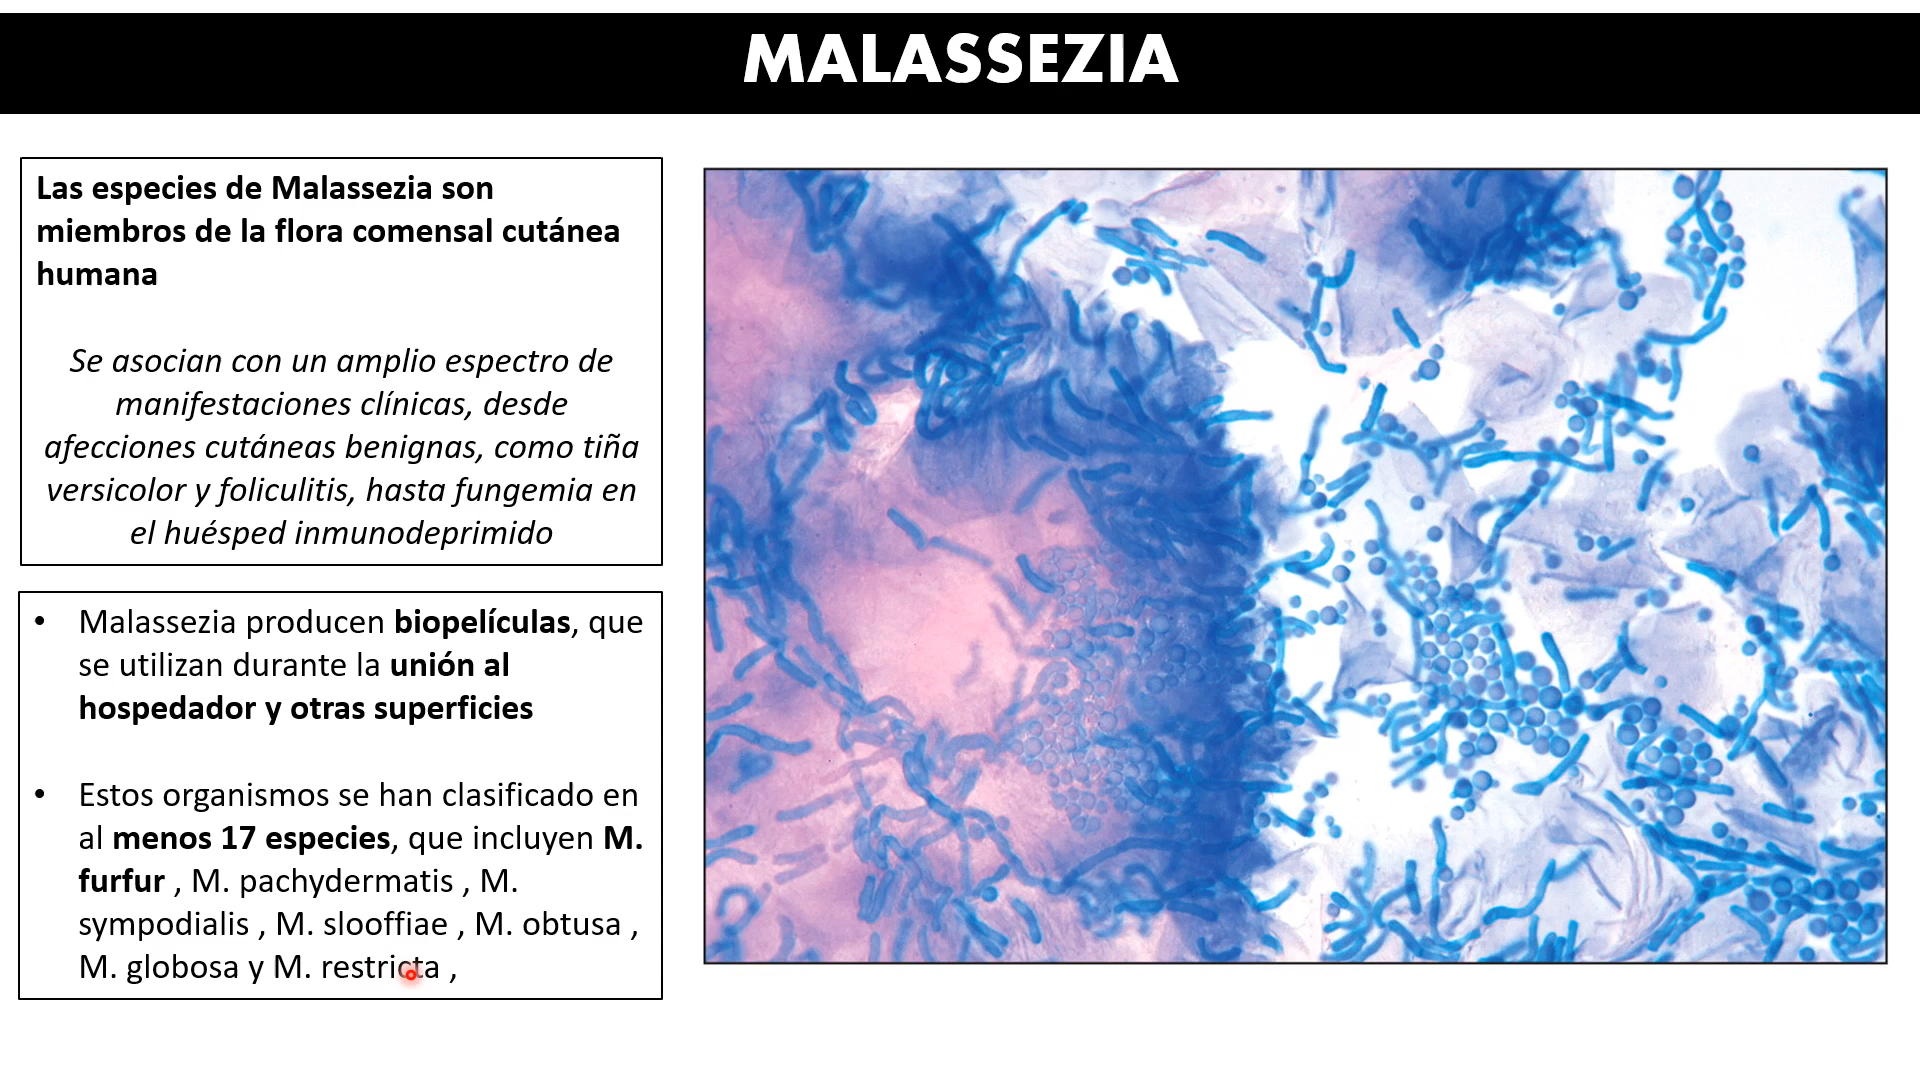 MALASSEZIA
Las especies de Malassezia son
miembros de la flora comensal cutánea
humana
Se asocian con un amplio espectro de
manifestaciones clínicas, desde
afecciones cutáneas benignas, como tiña
versicolor y foliculitis, hasta fungemia en
el huésped inmunodeprimido
• Malassezia producen biopelículas, que
se utilizan durante la unión al
hospedador y otras superficies
• Estos organismos se han clasificado en
al menos 17 especies, que incluyen M.
furfur , M. pachydermatis , M.
sympodialis , M. slooffiae , M. obtusa ,
M. globosa y M. restricta ,